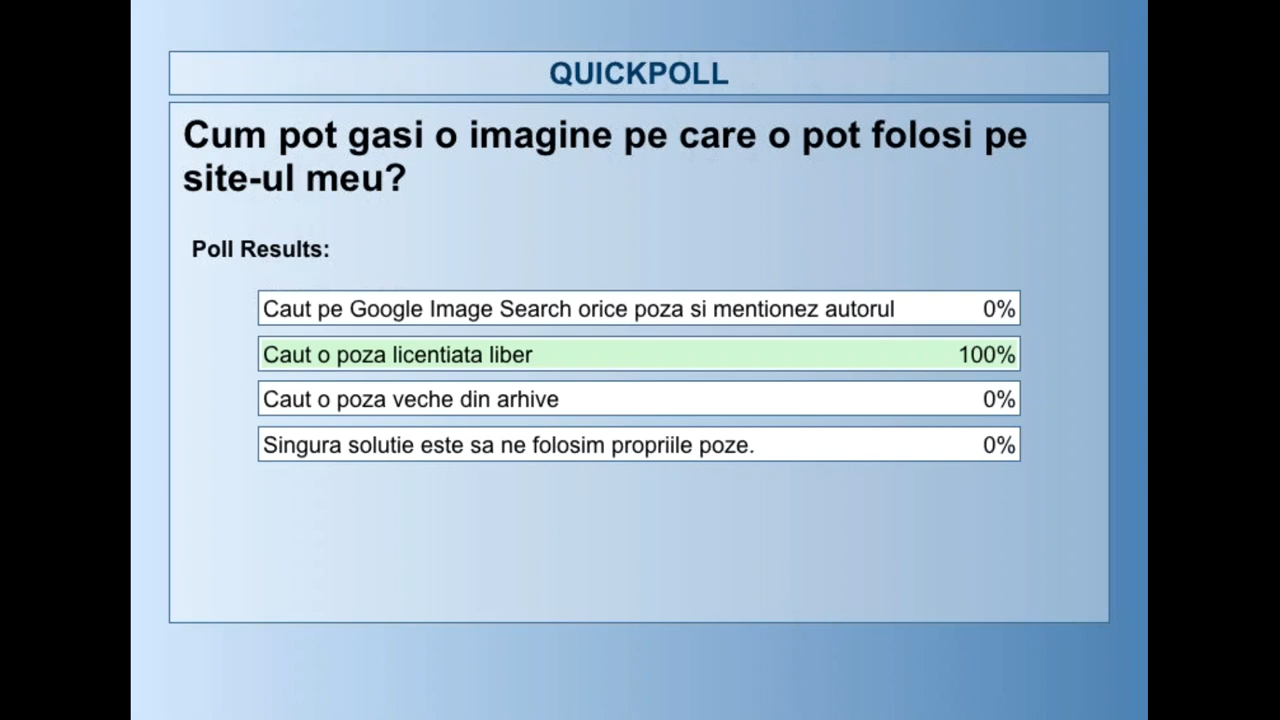 QUICKPOLL
Cum pot gasi o imagine pe care o pot folosi pe
site-ul meu?
Poll Results:
Caut pe Google Image Search orice poza si mentionez autorul 0%
Caut o poza licentiata liber 100%
Caut o poza veche din arhive 0%
Singura solutie este sa ne folosim propriile poze. 0%